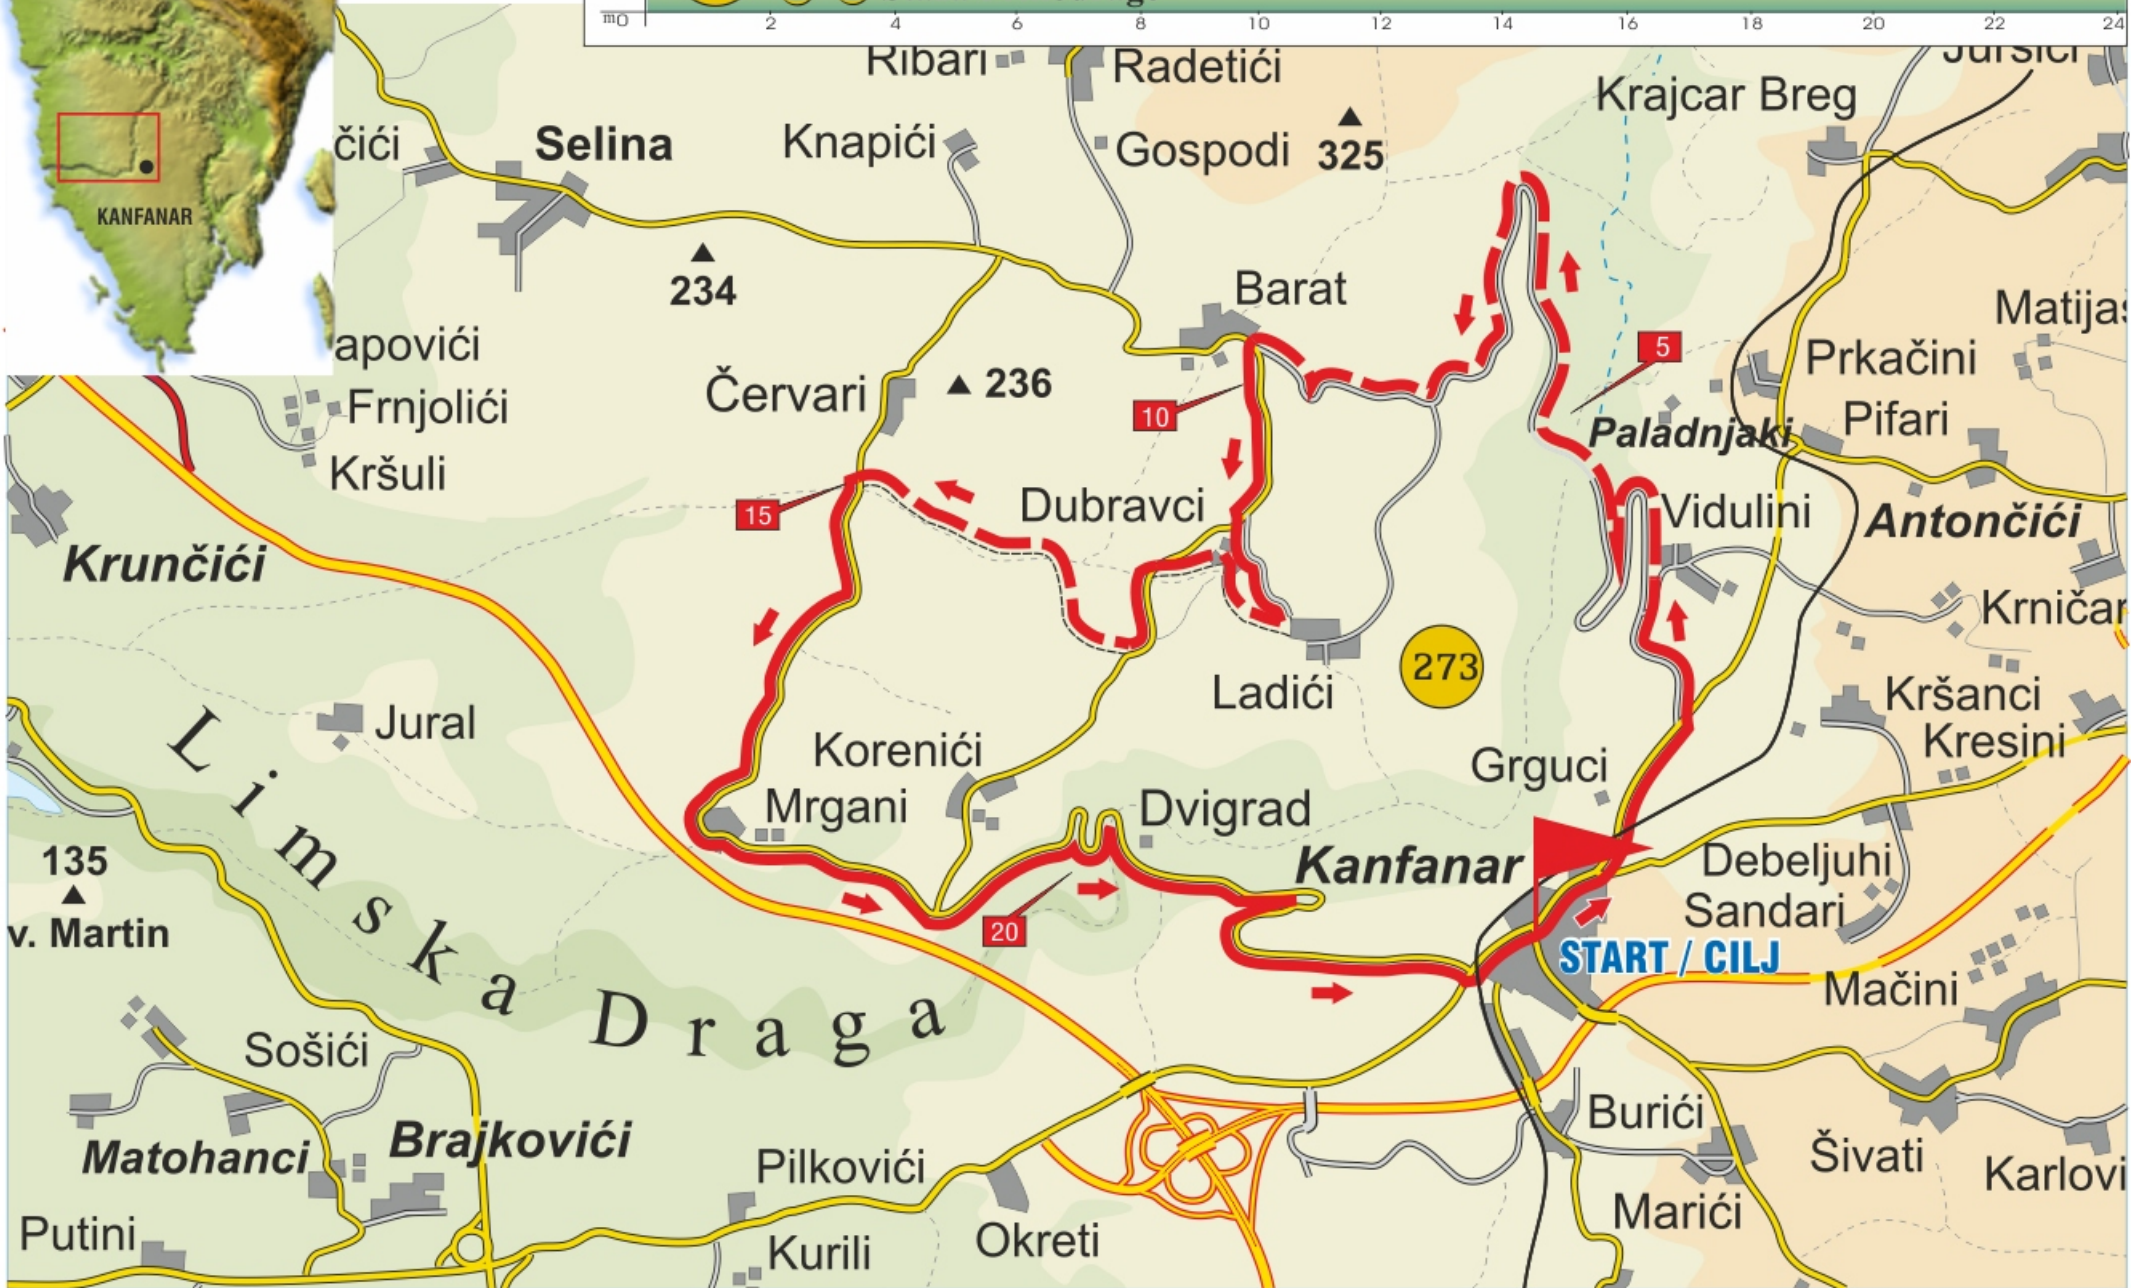 m0
2
4
6
8
10
12
14
16
18
20
22
24
Ribari
Radetići
Juršići
Krajcar Breg
čići
Selina
Knapići
Gospodi
325
KANFANAR
234
Barat
Matijaš
apovići
Červari
236
5
Prkačini
Frnjolići
10
Paladnjaki
Pifari
Kršuli
15
Dubravci
Vidulini
Antončići
Krunčići
Krničar
273
Jural
Ladići
Kršanci
Kresini
Korenići
Grguci
Mrgani
Dvigrad
Limska Draga
135
v. Martin
Kanfanar
Debeljuhi
Sandari
20
START / CILJ
Mačini
Sošići
Burići
Matohanci
Brajkovići
Pilkovići
Šivati
Karlovi
Marići
Putini
Kurili
Okreti